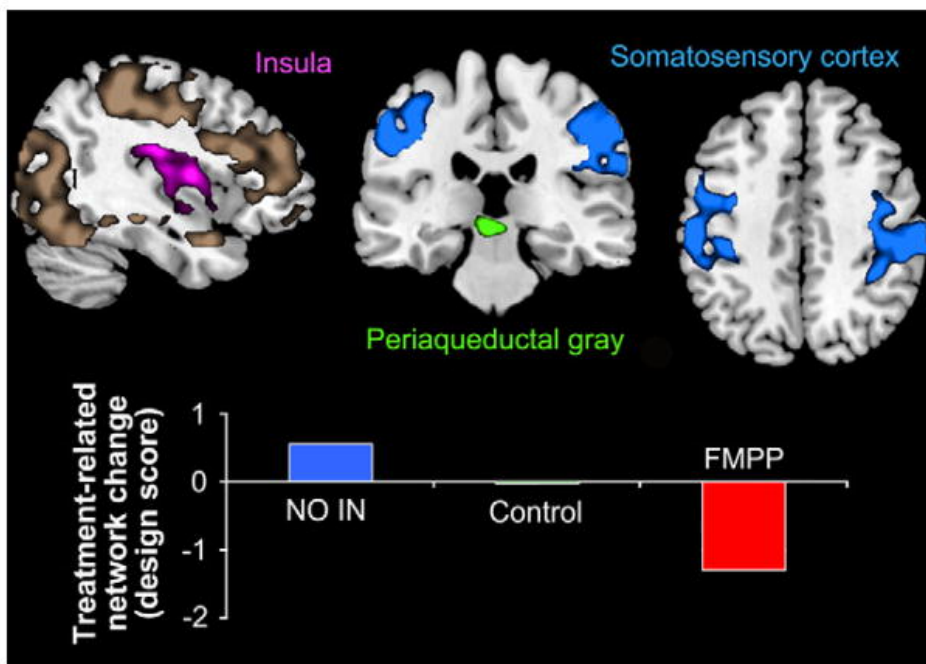 Insula
Somatosensory cortex
Periaqueductal gray
Treatment-related
network change
(design score)
1
0
-1
-2
NO IN
Control
FMPP